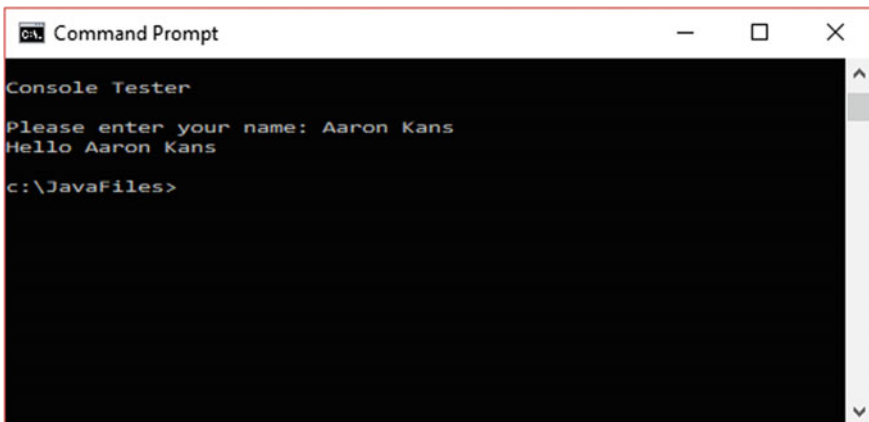 Command Prompt
Console Tester
Please enter your name: Aaron Kans
Hello Aaron Kans
c:\JavaFiles>